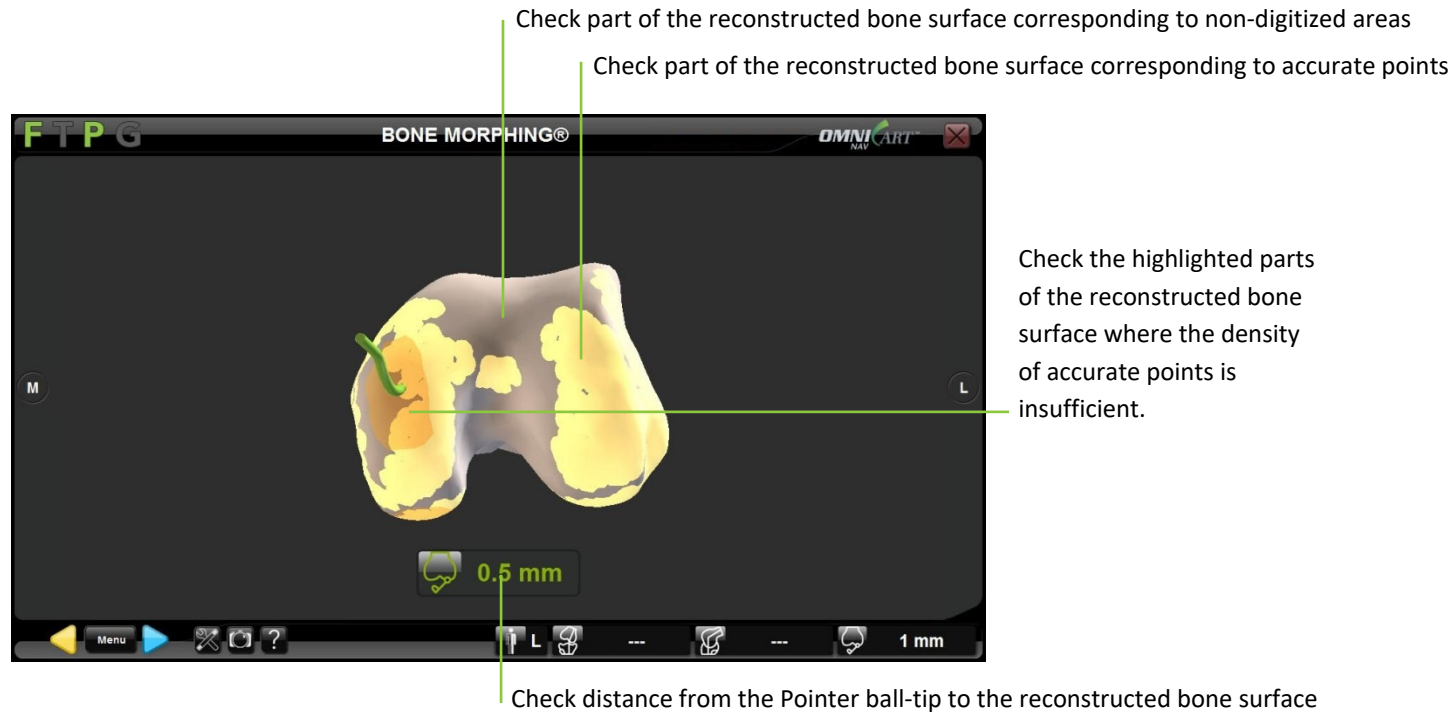 Check part of the reconstructed bone surface corresponding to non-digitized areas
Check part of the reconstructed bone surface corresponding to accurate points
F T P G
BONE MORPHING®
OMNI NAV CART™
M
L
Check the highlighted parts
of the reconstructed bone
surface where the density
of accurate points is
insufficient.
0.5 mm
Menu
?
L
---
---
1 mm
Check distance from the Pointer ball-tip to the reconstructed bone surface